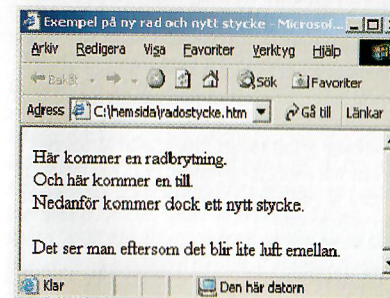 Exempel på ny rad och nytt stycke - Microsof...
Arkiv Redigera Visa Favoriter Verktyg Hjälp
Bakåt Sök Favoriter
Adress C:\hemsida\radostycke.htm Gå till Länkar
Här kommer en radbrytning.
Och här kommer en till.
Nedanför kommer dock ett nytt stycke.
Det ser man eftersom det blir lite luft emellan.
Klar Den här datorn